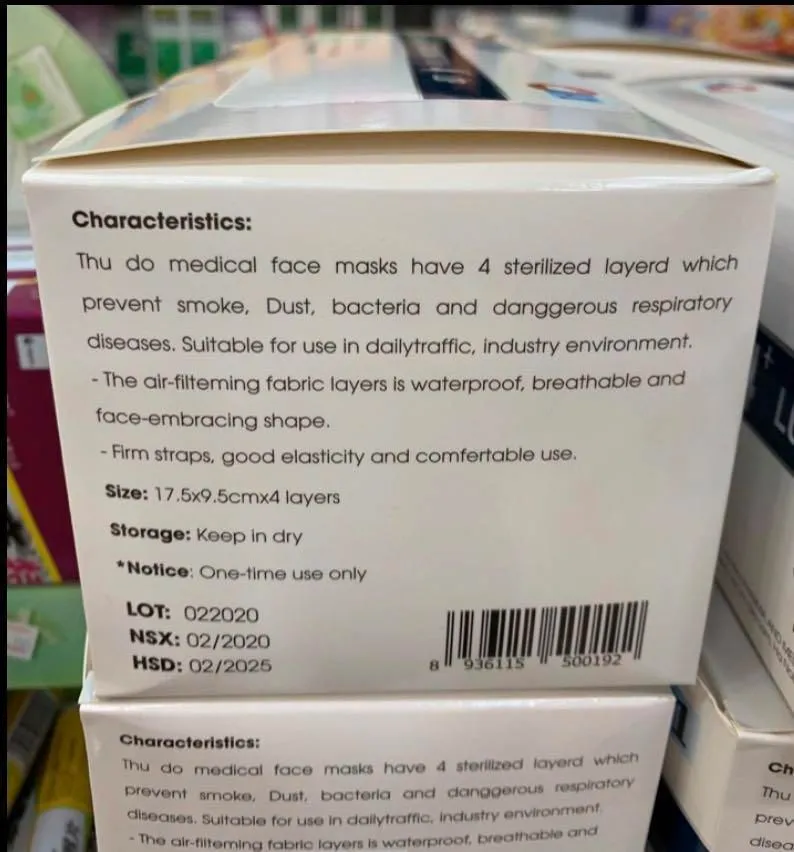 Characteristics:
Thu do medical face masks have 4 sterilized layerd which
prevent smoke, Dust, bacteria and danggerous respiratory
diseases. Suitable for use in dailytraffic, industry environment.
- The air-filteming fabric layers is waterproof, breathable and
face-embracing shape.
- Firm straps, good elasticity and comfertable use.
Size: 17.5x9.5cmx4 layers
Storage: Keep in dry
*Notice: One-time use only
LOT: 022020
NSX: 02/2020
HSD: 02/2025
8 936115 500192
Characteristics:
Thu do medical face masks have 4 sterilized layerd which
prevent smoke, Dust, bacteria and danggerous respiratory
diseases. Suitable for use in dailytraffic, industry environment.
- The air-filteming fabric layers is waterproof, breathable and
Ch
Thu
prev
disea